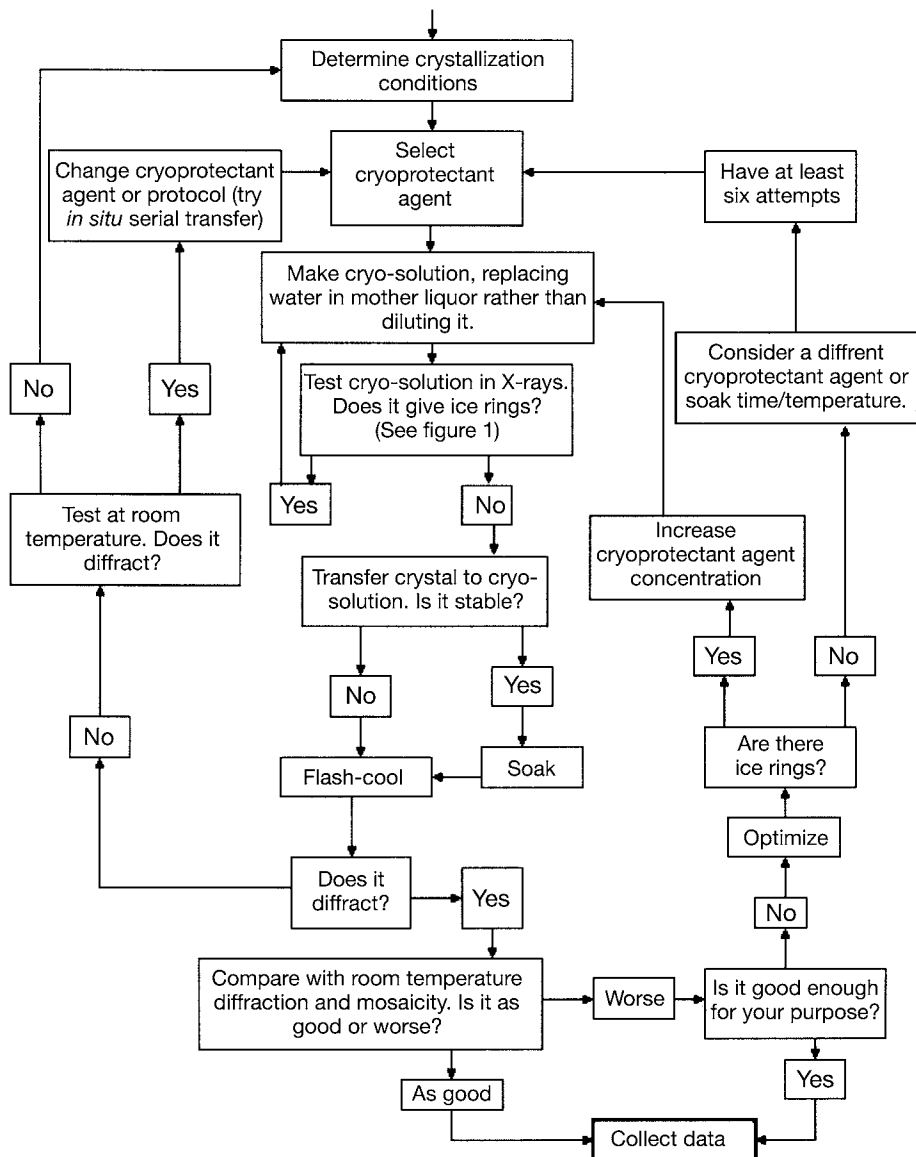 Determine crystallization
conditions
Select
cryoprotectant
agent
Change cryoprotectant
agent or protocol (try
in situ serial transfer)
Have at least
six attempts
Make cryo-solution, replacing
water in mother liquor rather than
diluting it.
No
Yes
Test cryo-solution in X-rays.
Does it give ice rings?
(See figure 1)
Consider a diffrent
cryoprotectant agent or
soak time/temperature.
Yes
No
Test at room
temperature. Does it
diffract?
Increase
cryoprotectant agent
concentration
Transfer crystal to cryo-
solution. Is it stable?
No
Yes
Yes
No
No
Flash-cool
Soak
Are there
ice rings?
Optimize
Does it
diffract?
Yes
No
Compare with room temperature
diffraction and mosaicity. Is it as
good or worse?
Worse
Is it good enough
for your purpose?
As good
Yes
Collect data